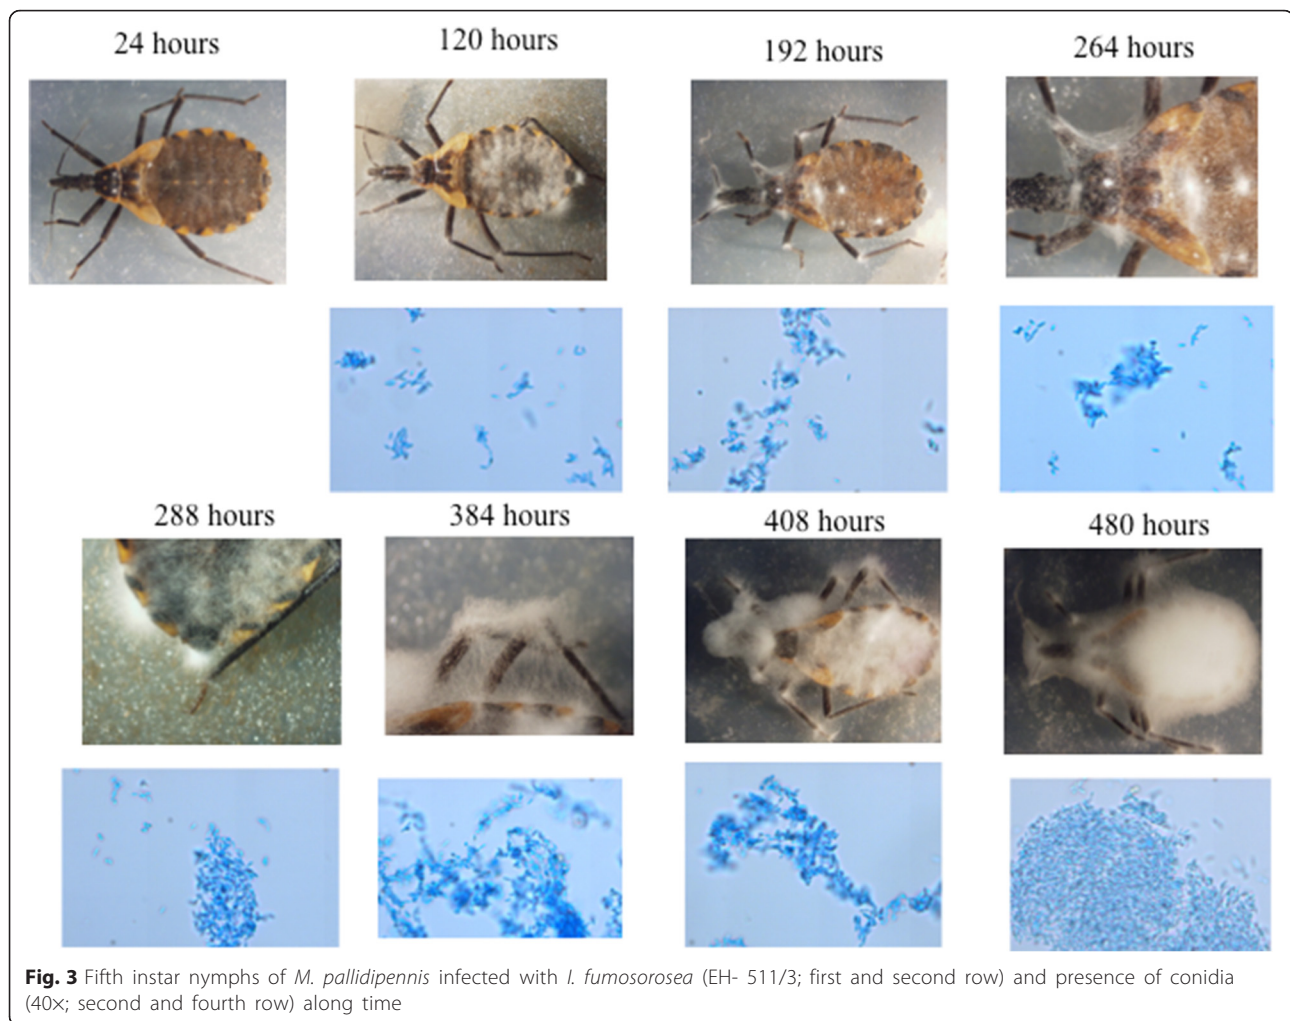 24 hours
120 hours
192 hours
264 hours
288 hours
384 hours
408 hours
480 hours
Fig. 3 Fifth instar nymphs of M. pallidipennis infected with I. fumosorosea (EH- 511/3; first and second row) and presence of conidia
(40×; second and fourth row) along time